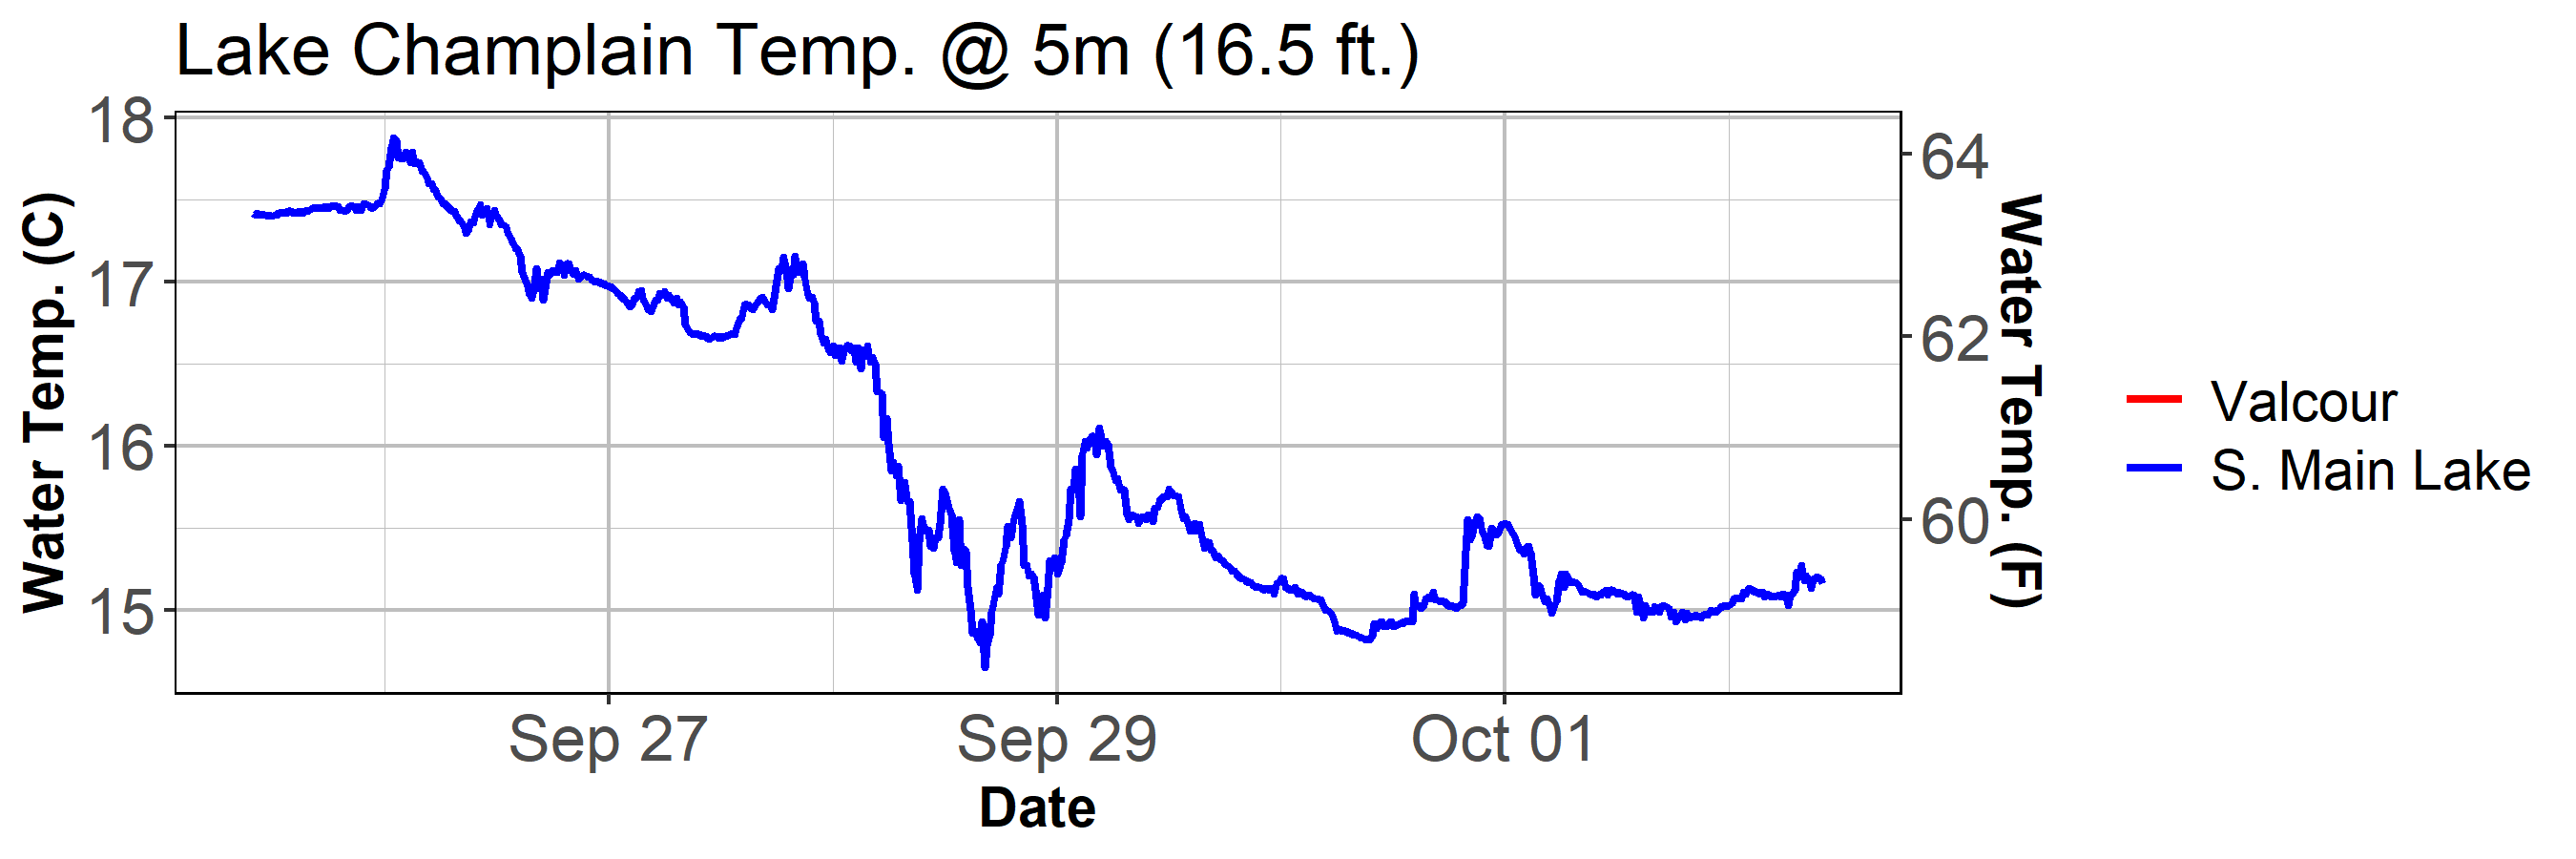 Lake Champlain Temp. @ 5m (16.5 ft.)
Water Temp. (C)
18
17
16
15
64
62
60
Water Temp. (F)
Sep 27
Sep 29
Oct 01
Date
Valcour
S. Main Lake